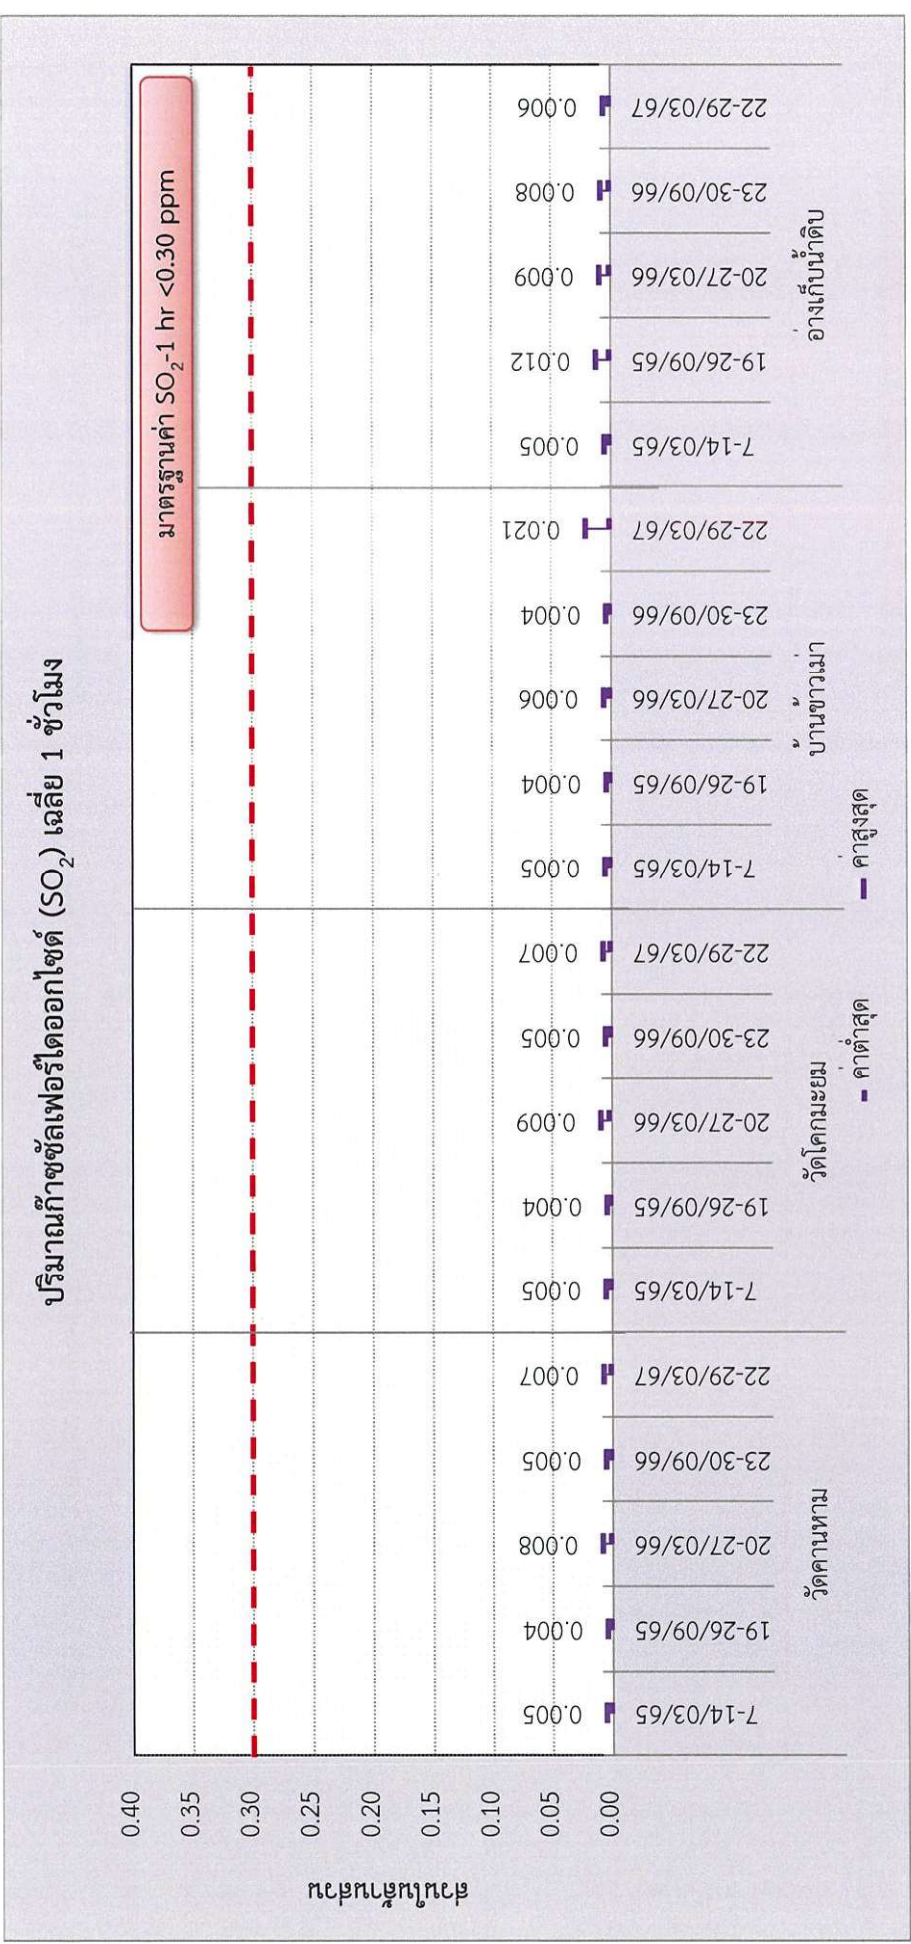 ปริมาณก๊าซซัลเฟอร์ไดออกไซด์ (SO2) เฉลี่ย 1 ชั่วโมง
มาตรฐานค่า SO2-1 hr <0.30 ppm
ส่วนในล้านส่วน
0.40
0.35
0.30
0.25
0.20
0.15
0.10
0.05
0.00
0.005 0.004 0.008 0.005 0.007 0.005 0.004 0.009 0.005 0.007 0.005 0.004 0.006 0.004 0.021 0.005 0.012 0.009 0.008 0.006
7-14/03/65 19-26/09/65 20-27/03/66 23-30/09/66 22-29/03/67 7-14/03/65 19-26/09/65 20-27/03/66 23-30/09/66 22-29/03/67 7-14/03/65 19-26/09/65 20-27/03/66 23-30/09/66 22-29/03/67 7-14/03/65 19-26/09/65 20-27/03/66 23-30/09/66 22-29/03/67
วัดคานหาม วัดโคกมะยม บ้านข้าวเม่า อ่างเก็บน้ำดิบ
ค่าต่ำสุด ค่าสูงสุด